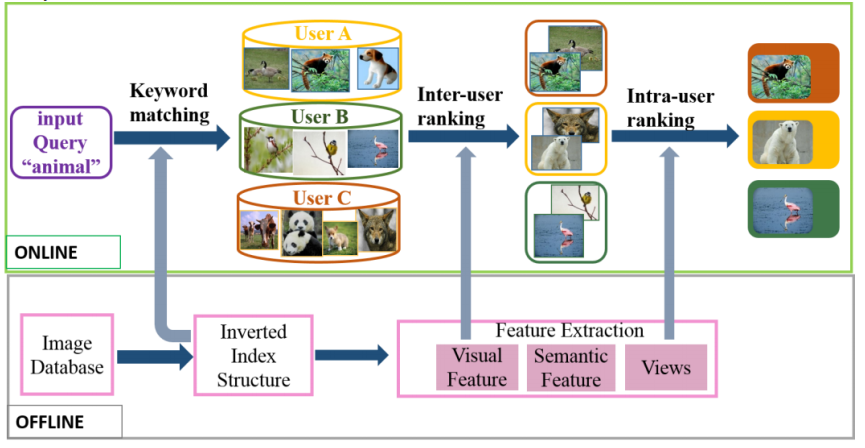 input
Query
“animal”
Keyword
matching
User A
User B
User C
Inter-user
ranking
Intra-user
ranking
ONLINE
Image
Database
Inverted
Index
Structure
Feature Extraction
Visual
Feature
Semantic
Feature
Views
OFFLINE